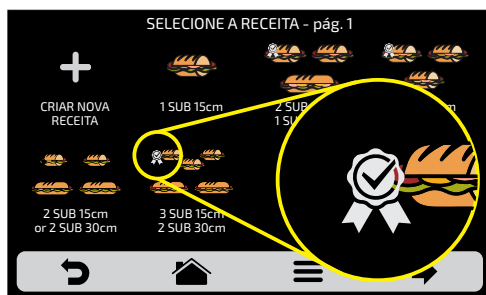 SELECIONE A RECEITA - pág. 1
CRIAR NOVA
RECEITA
1 SUB 15cm
2 SUB
1 SU
2 SUB 15cm
or 2 SUB 30cm
3 SUB 15cm
2 SUB 30cm